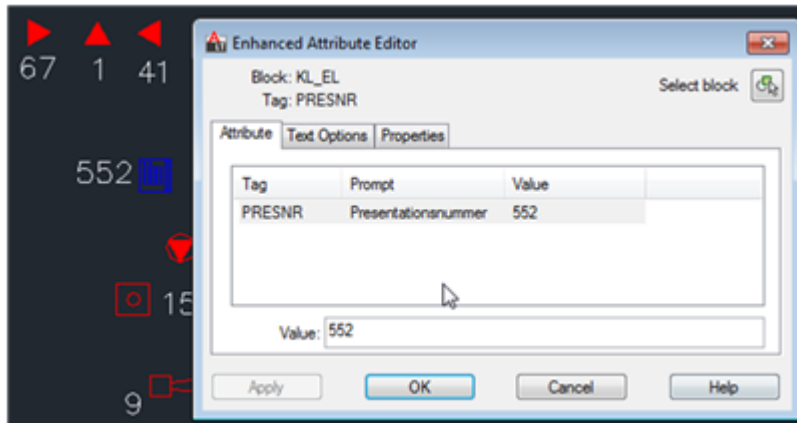 67 1 41
552
15
9
Enhanced Attribute Editor
Block: KL_EL
Tag: PRESNR
Select block
Attribute Text Options Properties
Tag Prompt Value
PRESNR Presentationsnummer 552
Value: 552
Apply OK Cancel Help